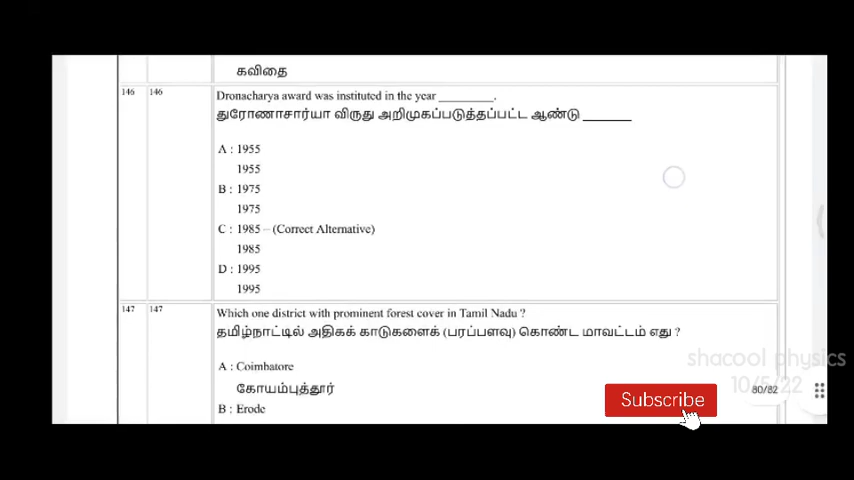 கவிதை
146 146 Dronacharya award was instituted in the year _________.
துரோணாசார்யா விருது அறிமுகப்படுத்தப்பட்ட ஆண்டு _______
A : 1955
1955
B : 1975
1975
C : 1985 – (Correct Alternative)
1985
D : 1995
1995
147 147 Which one district with prominent forest cover in Tamil Nadu ?
தமிழ்நாட்டில் அதிகக் காடுகளைக் (பரப்பளவு) கொண்ட மாவட்டம் எது ?
A : Coimbatore
கோயம்புத்தூர்
B : Erode
shacool physics
10/5/22
80/82
Subscribe